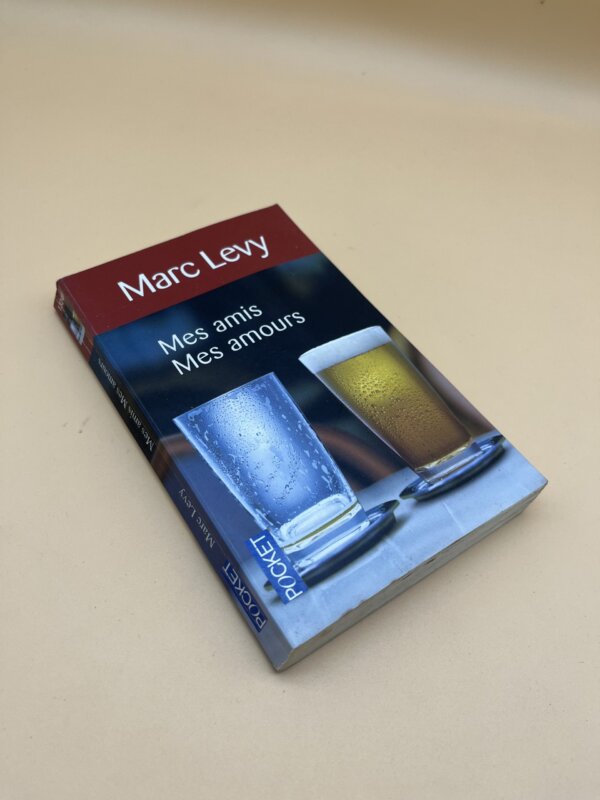 Marc Levy
Mes amis
Mes amours
POCKET
Mes amis Mes amours
Marc Levy
POCKET